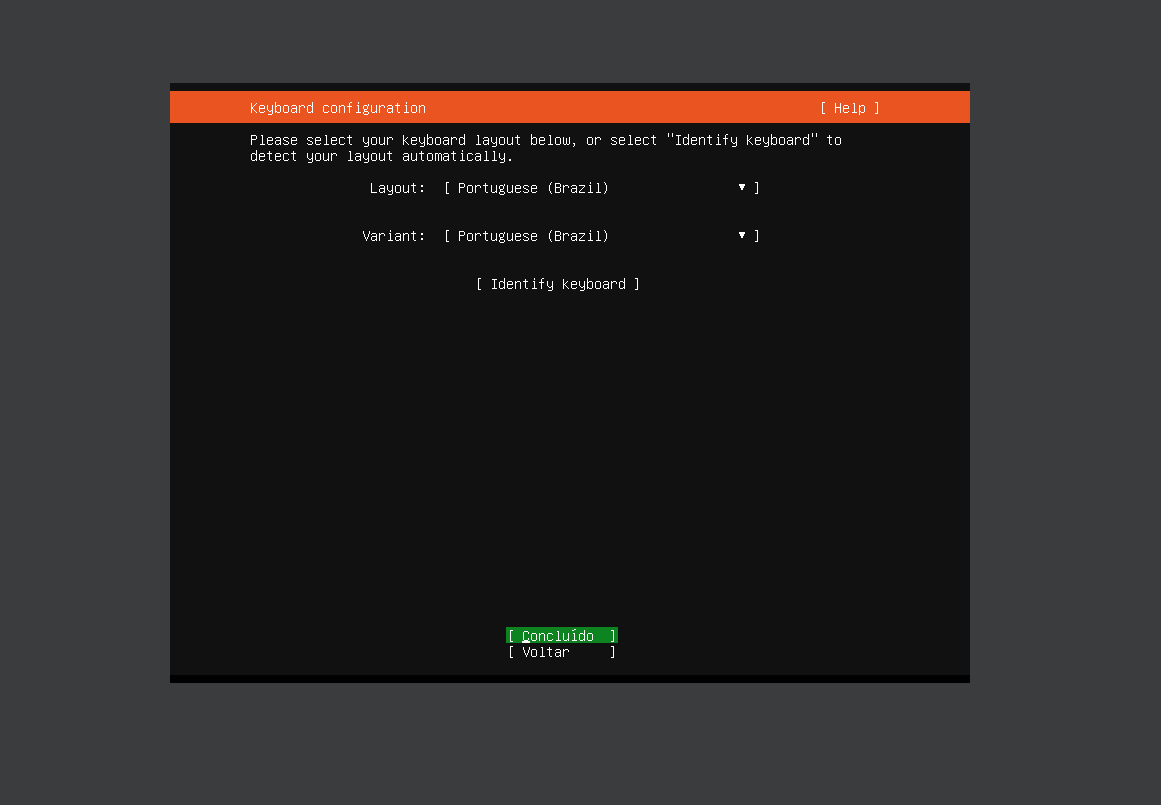 Keyboard configuration [ Help ]
Please select your keyboard layout below, or select "Identify keyboard" to
detect your layout automatically.
Layout: [ Portuguese (Brazil) ▾ ]
Variant: [ Portuguese (Brazil) ▾ ]
[ Identify keyboard ]
[ Concluído ]
[ Voltar ]